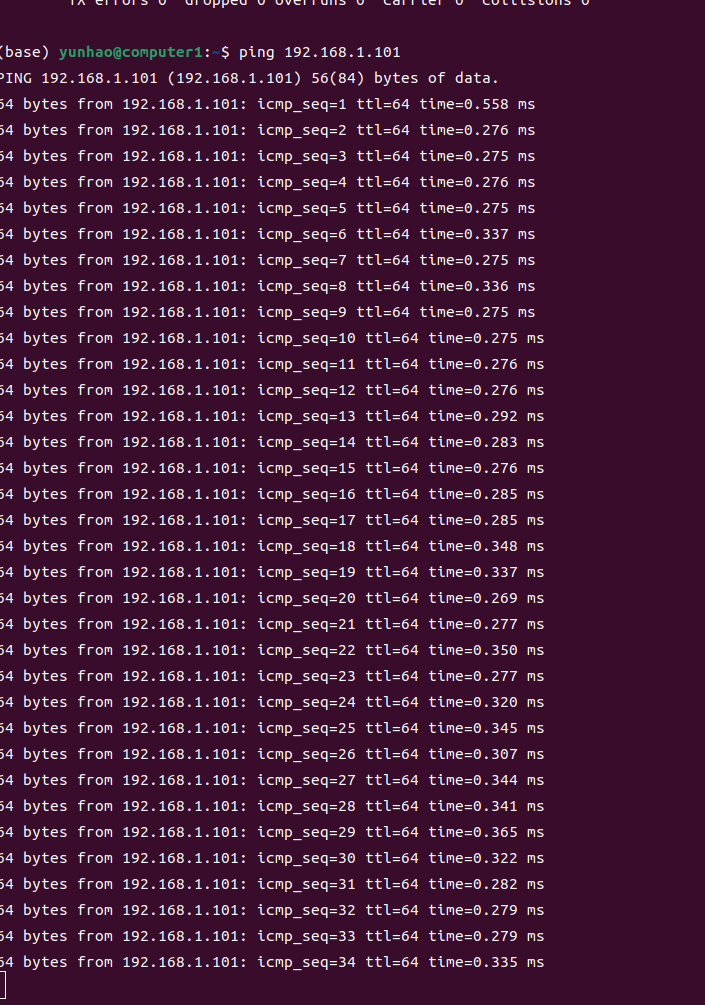 TX errors 0 dropped 0 overruns 0 carrier 0 collisions 0
(base) yunhao@computer1:~$ ping 192.168.1.101
PING 192.168.1.101 (192.168.1.101) 56(84) bytes of data.
64 bytes from 192.168.1.101: icmp_seq=1 ttl=64 time=0.558 ms
64 bytes from 192.168.1.101: icmp_seq=2 ttl=64 time=0.276 ms
64 bytes from 192.168.1.101: icmp_seq=3 ttl=64 time=0.275 ms
64 bytes from 192.168.1.101: icmp_seq=4 ttl=64 time=0.276 ms
64 bytes from 192.168.1.101: icmp_seq=5 ttl=64 time=0.275 ms
64 bytes from 192.168.1.101: icmp_seq=6 ttl=64 time=0.337 ms
64 bytes from 192.168.1.101: icmp_seq=7 ttl=64 time=0.275 ms
64 bytes from 192.168.1.101: icmp_seq=8 ttl=64 time=0.336 ms
64 bytes from 192.168.1.101: icmp_seq=9 ttl=64 time=0.275 ms
64 bytes from 192.168.1.101: icmp_seq=10 ttl=64 time=0.275 ms
64 bytes from 192.168.1.101: icmp_seq=11 ttl=64 time=0.276 ms
64 bytes from 192.168.1.101: icmp_seq=12 ttl=64 time=0.276 ms
64 bytes from 192.168.1.101: icmp_seq=13 ttl=64 time=0.292 ms
64 bytes from 192.168.1.101: icmp_seq=14 ttl=64 time=0.283 ms
64 bytes from 192.168.1.101: icmp_seq=15 ttl=64 time=0.276 ms
64 bytes from 192.168.1.101: icmp_seq=16 ttl=64 time=0.285 ms
64 bytes from 192.168.1.101: icmp_seq=17 ttl=64 time=0.285 ms
64 bytes from 192.168.1.101: icmp_seq=18 ttl=64 time=0.348 ms
64 bytes from 192.168.1.101: icmp_seq=19 ttl=64 time=0.337 ms
64 bytes from 192.168.1.101: icmp_seq=20 ttl=64 time=0.269 ms
64 bytes from 192.168.1.101: icmp_seq=21 ttl=64 time=0.277 ms
64 bytes from 192.168.1.101: icmp_seq=22 ttl=64 time=0.350 ms
64 bytes from 192.168.1.101: icmp_seq=23 ttl=64 time=0.277 ms
64 bytes from 192.168.1.101: icmp_seq=24 ttl=64 time=0.320 ms
64 bytes from 192.168.1.101: icmp_seq=25 ttl=64 time=0.345 ms
64 bytes from 192.168.1.101: icmp_seq=26 ttl=64 time=0.307 ms
64 bytes from 192.168.1.101: icmp_seq=27 ttl=64 time=0.344 ms
64 bytes from 192.168.1.101: icmp_seq=28 ttl=64 time=0.341 ms
64 bytes from 192.168.1.101: icmp_seq=29 ttl=64 time=0.365 ms
64 bytes from 192.168.1.101: icmp_seq=30 ttl=64 time=0.322 ms
64 bytes from 192.168.1.101: icmp_seq=31 ttl=64 time=0.282 ms
64 bytes from 192.168.1.101: icmp_seq=32 ttl=64 time=0.279 ms
64 bytes from 192.168.1.101: icmp_seq=33 ttl=64 time=0.279 ms
64 bytes from 192.168.1.101: icmp_seq=34 ttl=64 time=0.335 ms